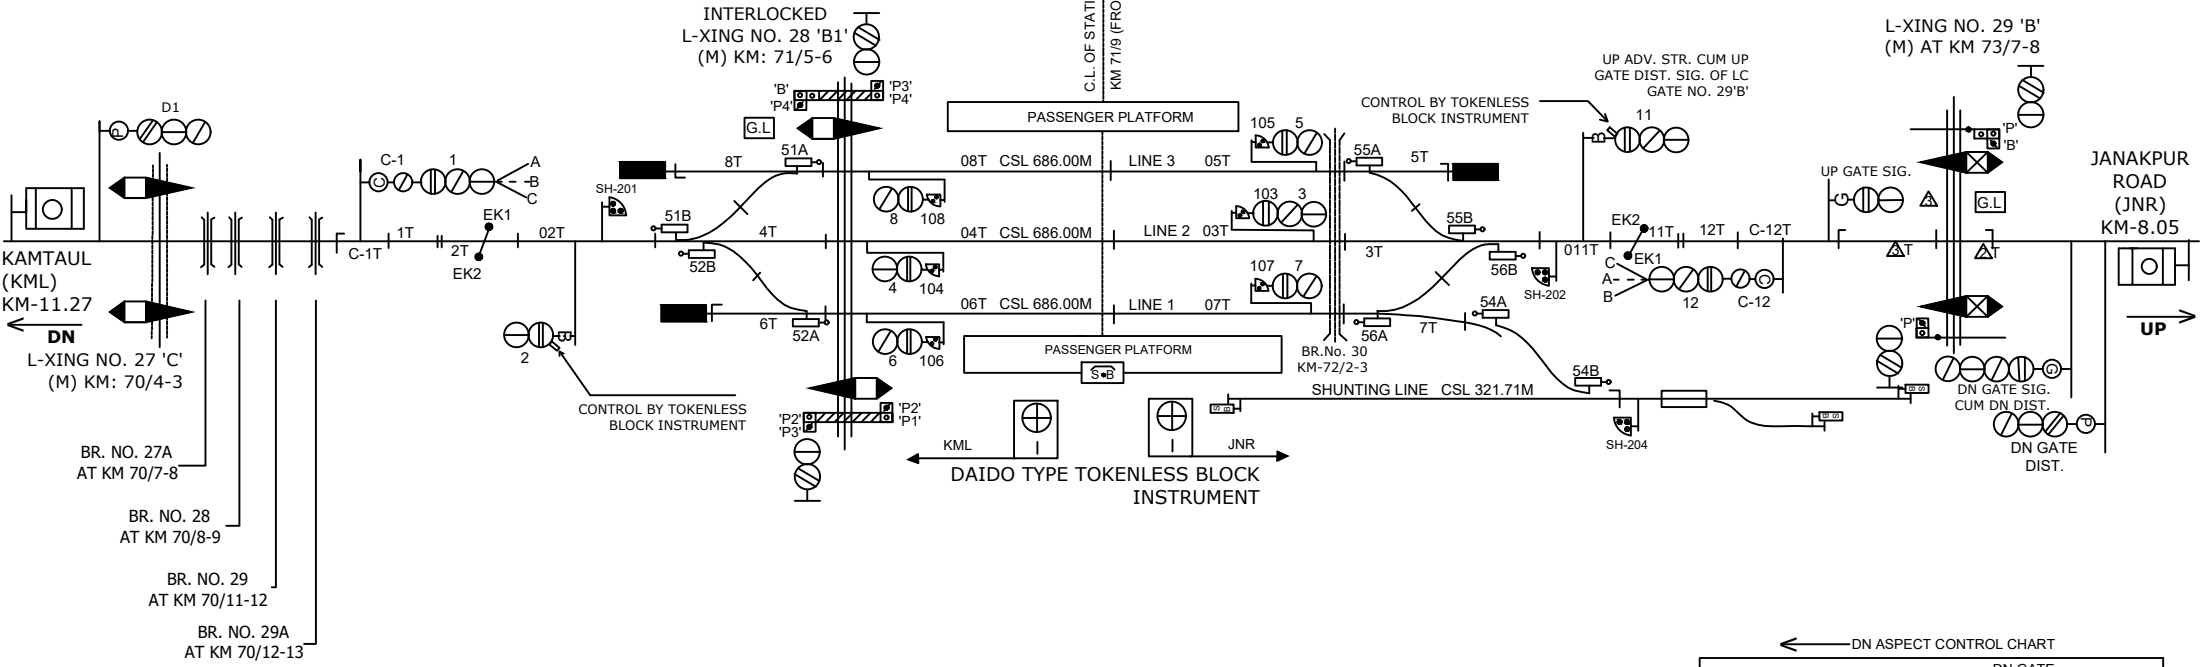 INTERLOCKED
L-XING NO. 28 'B1'
(M) KM: 71/5-6
C.L. OF STATI
KM 71/9 (FRO
L-XING NO. 29 'B'
(M) AT KM 73/7-8
UP ADV. STR. CUM UP
GATE DIST. SIG. OF LC
GATE NO. 29'B'
CONTROL BY TOKENLESS
BLOCK INSTRUMENT
11
B
D1
P
'B'
'P4'
'P3'
'P4'
G.L
PASSENGER PLATFORM
105 5
'P'
'B'
JANAKPUR
ROAD
(JNR)
KM-8.05
UP
C-1 1
C
A
B
C
SH-201
8T
51A
08T CSL 686.00M LINE 3 05T
55A
5T
UP GATE SIG.
G
3
G.L
8 108
103 3
EK1
EK2
51B
52B
4T
04T CSL 686.00M LINE 2 03T
3T
55B
56B
C-1T
1T
2T
02T
011T
EK2
EK1
11T
12T
C-12T
3T
2T
KAMTAUL
(KML)
KM-11.27
DN
4 104
107 7
SH-202
C
A
B
12
C-12
C
L-XING NO. 27 'C'
(M) KM: 70/4-3
6T
52A
06T CSL 686.00M LINE 1 07T
56A
7T
54A
2
B
6 106
PASSENGER PLATFORM
S B
BR.No. 30
KM-72/2-3
54B
SHUNTING LINE CSL 321.71M
'P'
G
DN GATE SIG.
CUM DN DIST.
P
DN GATE
DIST.
CONTROL BY TOKENLESS
BLOCK INSTRUMENT
'P2'
'P3'
'P2'
'P1'
S B
S B
S B
SH-204
KML
JNR
DAIDO TYPE TOKENLESS BLOCK
INSTRUMENT
BR. NO. 27A
AT KM 70/7-8
BR. NO. 28
AT KM 70/8-9
BR. NO. 29
AT KM 70/11-12
BR. NO. 29A
AT KM 70/12-13
DN ASPECT CONTROL CHART
DN GATE